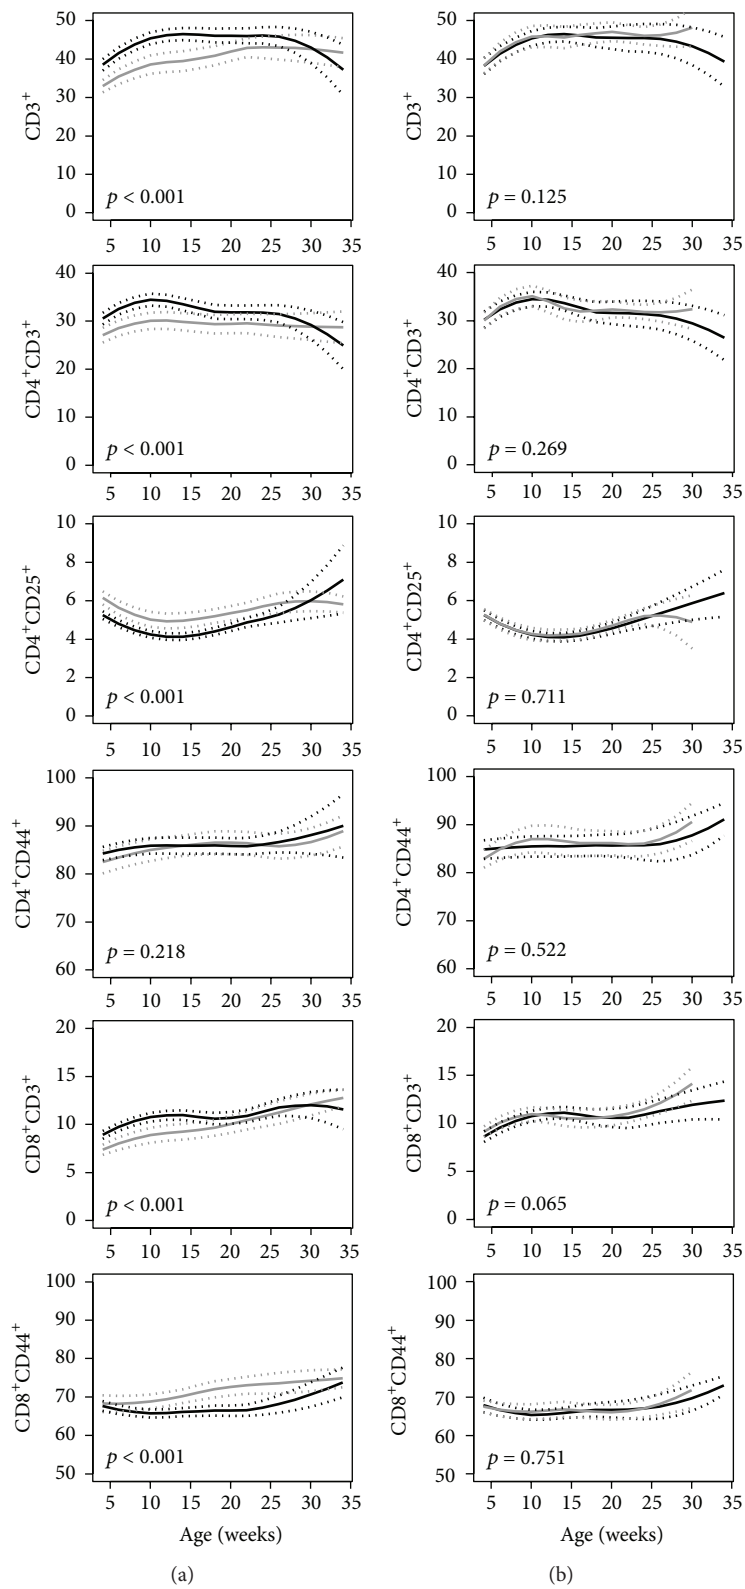 50
40
30
20
10
0
CD3+
p < 0.001
5 10 15 20 25 30 35
50
40
30
20
10
0
CD3+
p = 0.125
5 10 15 20 25 30 35
40
30
20
10
0
CD4+CD3+
p < 0.001
5 10 15 20 25 30 35
40
30
20
10
0
CD4+CD3+
p = 0.269
5 10 15 20 25 30 35
10
8
6
4
2
0
CD4+CD25+
p < 0.001
5 10 15 20 25 30 35
10
8
6
4
2
0
CD4+CD25+
p = 0.711
5 10 15 20 25 30 35
100
90
80
70
60
CD4+CD44+
p = 0.218
5 10 15 20 25 30 35
100
90
80
70
60
CD4+CD44+
p = 0.522
5 10 15 20 25 30 35
20
15
10
5
0
CD8+CD3+
p < 0.001
5 10 15 20 25 30 35
20
15
10
5
0
CD8+CD3+
p = 0.065
5 10 15 20 25 30 35
100
90
80
70
60
50
CD8+CD44+
p < 0.001
5 10 15 20 25 30 35
Age (weeks)
(a)
100
90
80
70
60
50
CD8+CD44+
p = 0.751
5 10 15 20 25 30 35
Age (weeks)
(b)